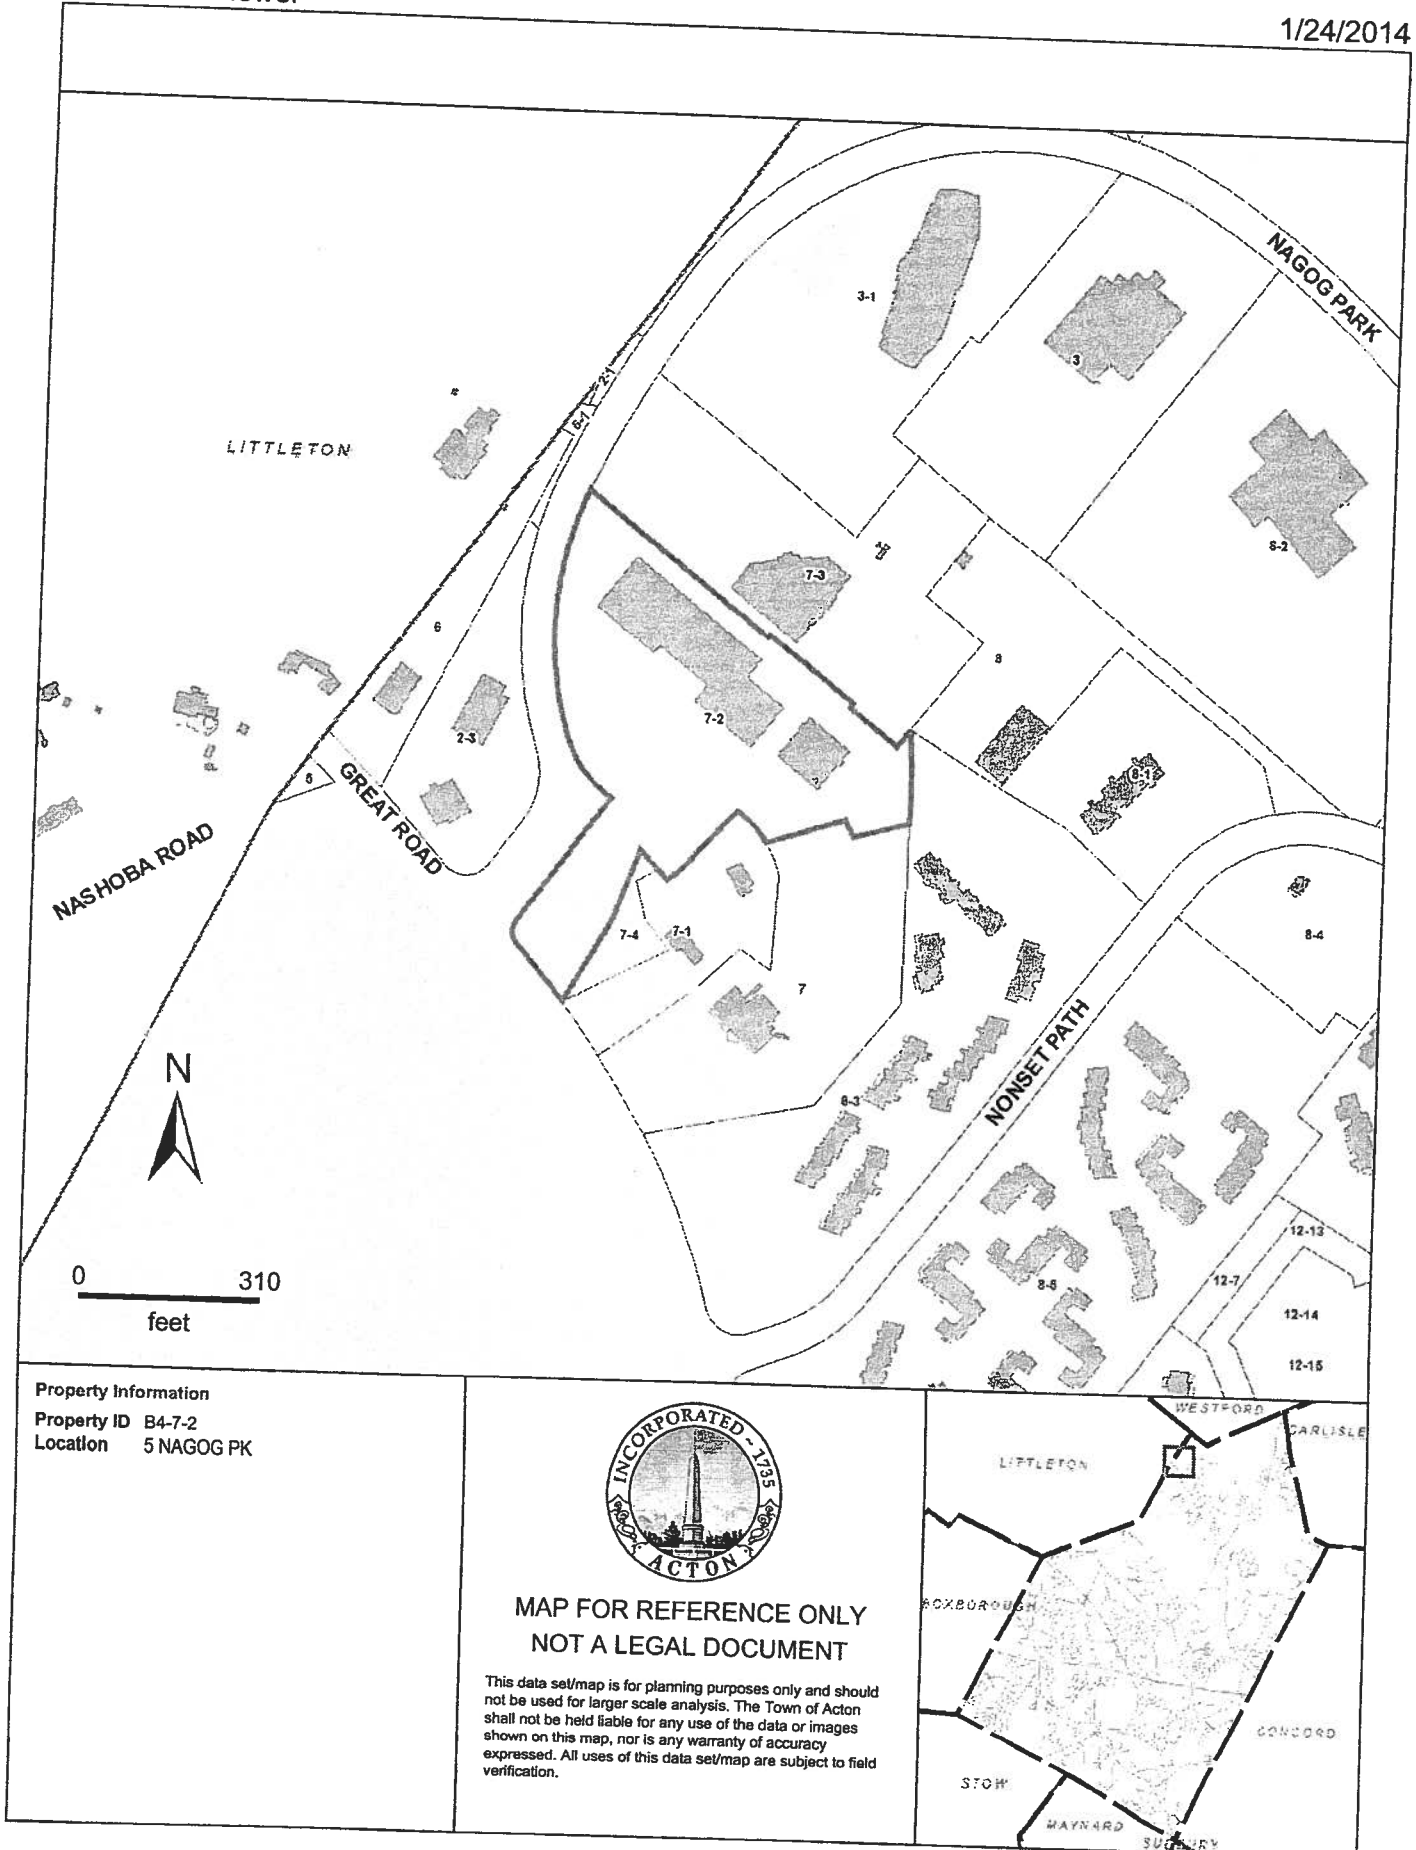 1/24/2014
NAGOG PARK
3-1
3
2-1
6-1
LITTLETON
8-2
7-3
6
8
7-2
2-3
8-1
5
GREAT ROAD
NASHOBA ROAD
7-4
7-1
8-4
7
NONSET PATH
N
8-3
12-13
12-7
12-14
12-15
0 310
feet
Property Information
Property ID B4-7-2
Location 5 NAGOG PK
INCORPORATED ~ 1735
ACTON
MAP FOR REFERENCE ONLY
NOT A LEGAL DOCUMENT
This data set/map is for planning purposes only and should
not be used for larger scale analysis. The Town of Acton
shall not be held liable for any use of the data or images
shown on this map, nor is any warranty of accuracy
expressed. All uses of this data set/map are subject to field
verification.
WESTFORD
CARLISLE
LITTLETON
BOXBOROUGH
CONCORD
STOW
MAYNARD
SUDBURY